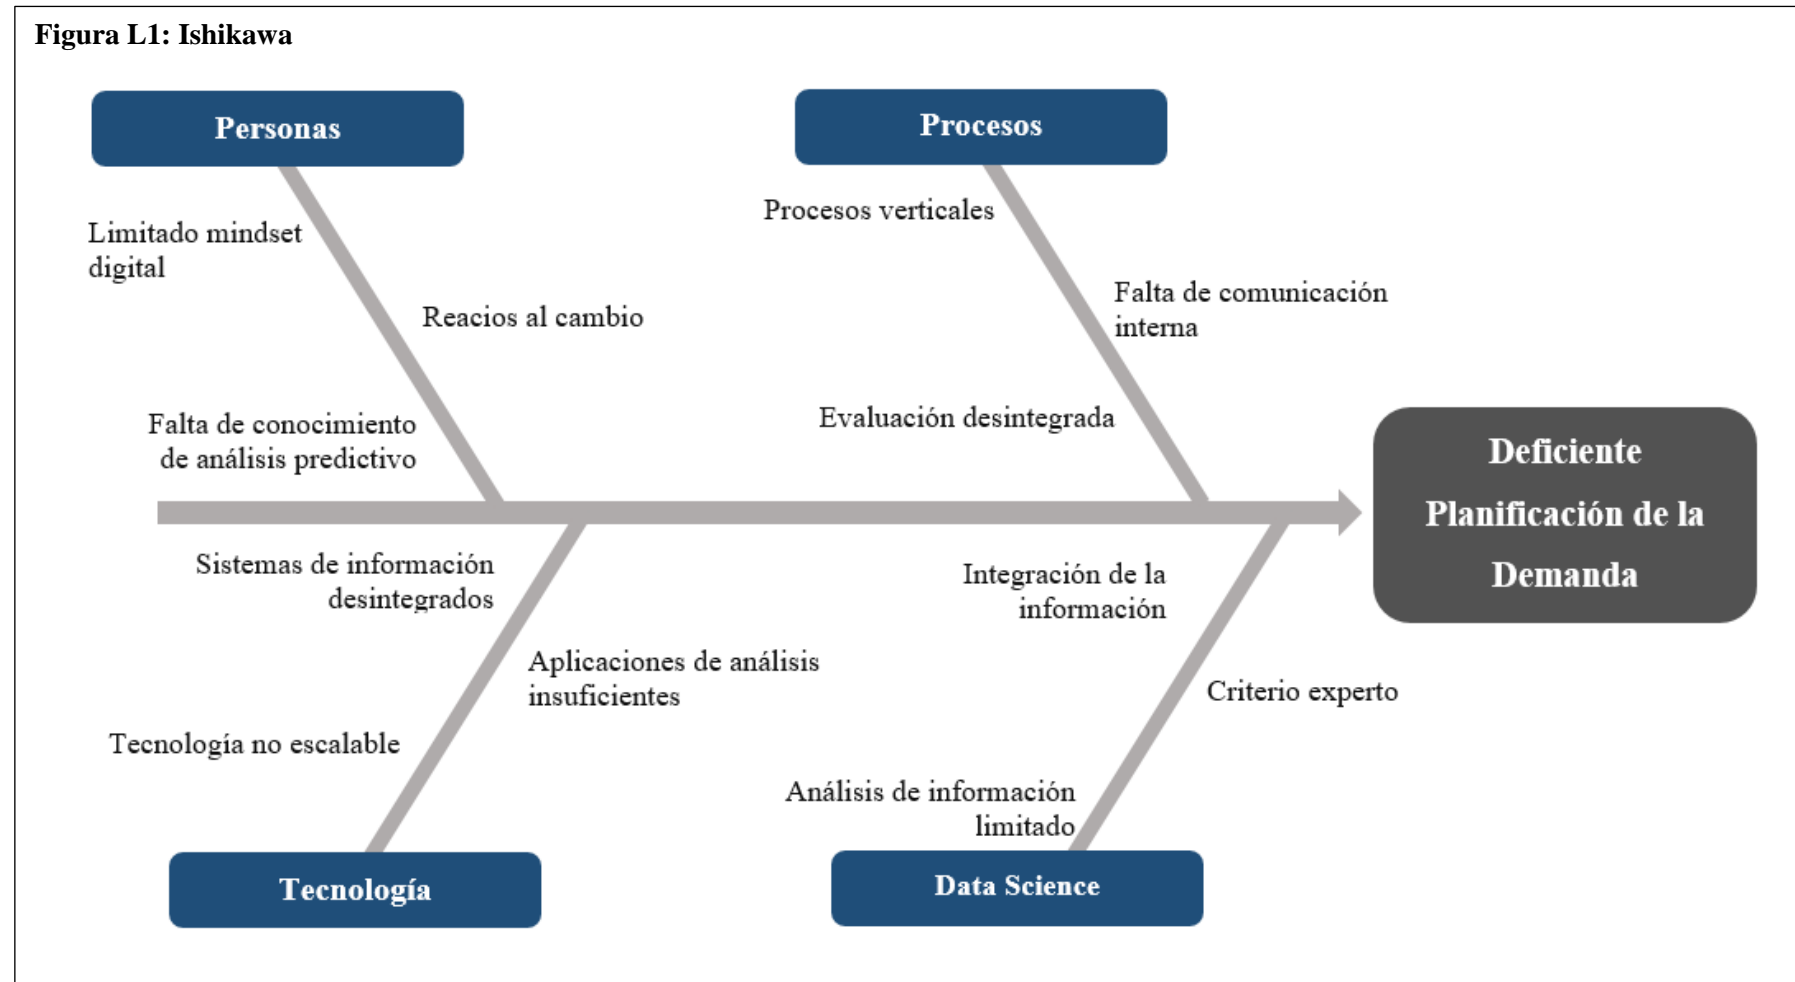 Figura L1: Ishikawa
Personas
Procesos
Procesos verticales
Limitado mindset
digital
Falta de comunicación
interna
Reacios al cambio
Falta de conocimiento
de análisis predictivo
Evaluación desintegrada
Deficiente
Planificación de la
Demanda
Sistemas de información
desintegrados
Integración de la
información
Aplicaciones de análisis
insuficientes
Criterio experto
Tecnología no escalable
Análisis de información
limitado
Tecnología
Data Science